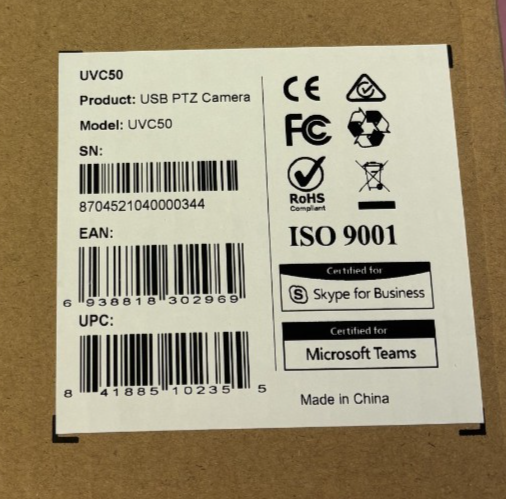 UVC50
Product: USB PTZ Camera
Model: UVC50
SN:
8704521040000344
EAN:
6 938818 302969
UPC:
8 41885 10235 5
CE
FC
RoHS
Compliant
ISO 9001
Certified for
S Skype for Business
Certified for
Microsoft Teams
Made in China